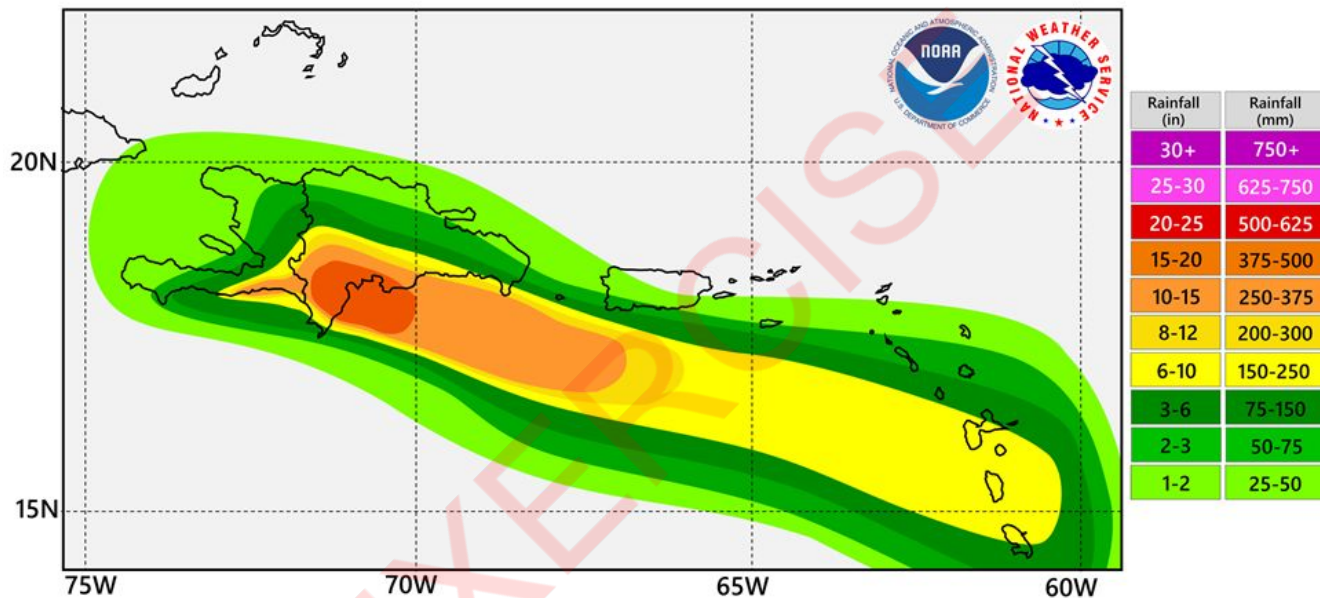 NATIONAL OCEANIC AND ATMOSPHERIC ADMINISTRATION
NOAA
U.S. DEPARTMENT OF COMMERCE
NATIONAL WEATHER SERVICE
Rainfall (in) Rainfall (mm)
30+ 750+
25-30 625-750
20-25 500-625
15-20 375-500
10-15 250-375
8-12 200-300
6-10 150-250
3-6 75-150
2-3 50-75
1-2 25-50
20N
15N
75W 70W 65W 60W
EXERCISE